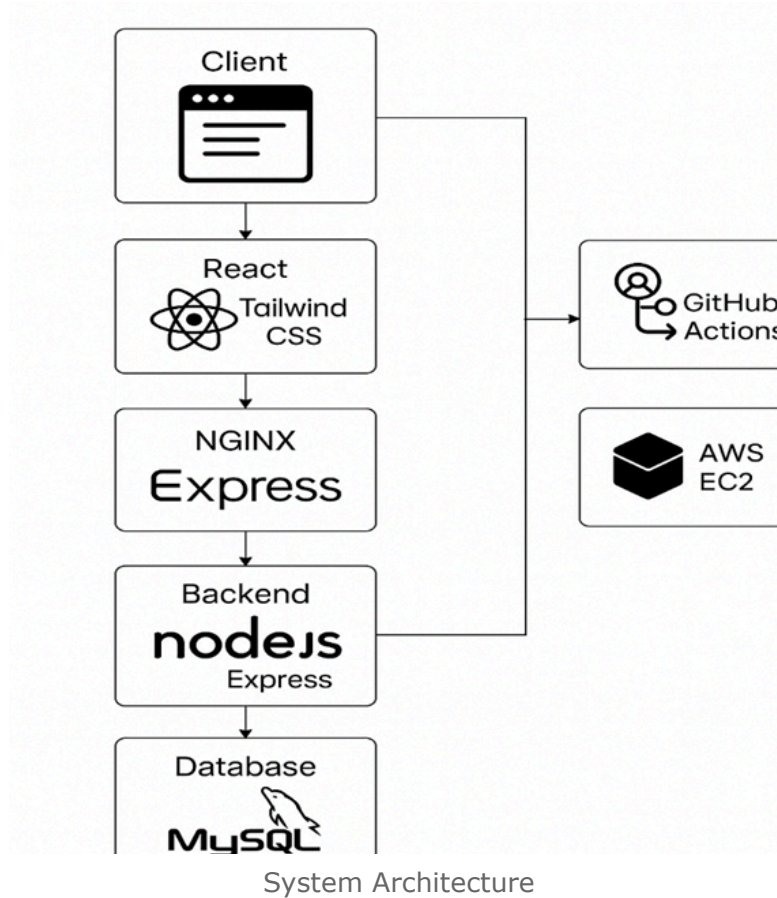 Client
React
Tailwind
CSS
NGINX
Express
Backend
nodejs
Express
Database
MySQL
GitHub
Actions
AWS
EC2
System Architecture